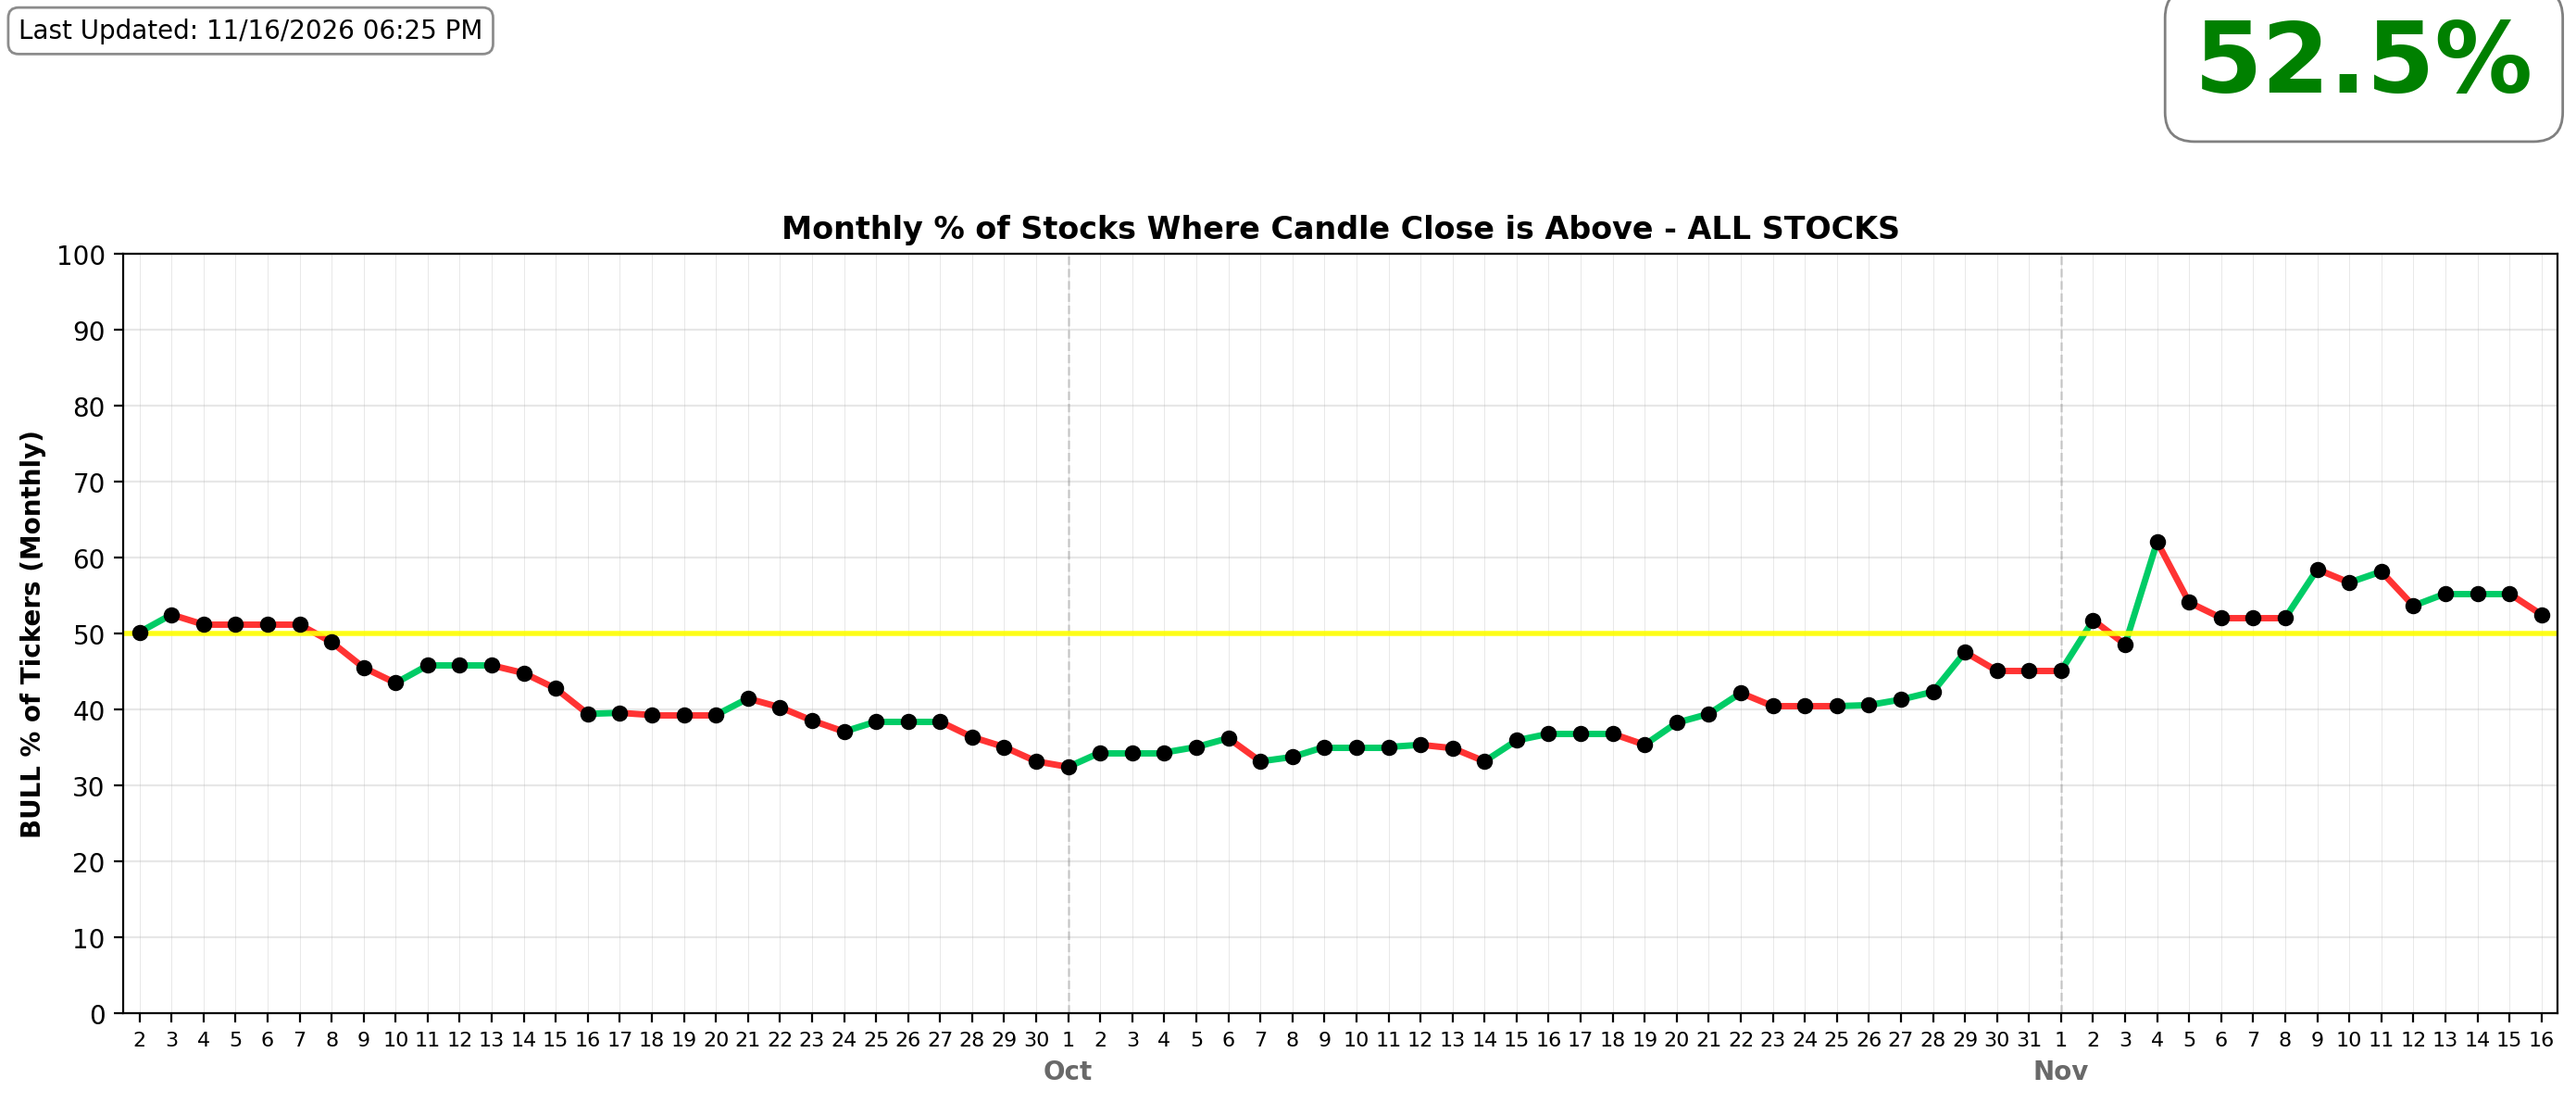 Last Updated: 11/16/2026 06:25 PM
52.5%
Monthly % of Stocks Where Candle Close is Above - ALL STOCKS
BULL % of Tickers (Monthly)
100
90
80
70
60
50
40
30
20
10
0
2 3 4 5 6 7 8 9 10 11 12 13 14 15 16 17 18 19 20 21 22 23 24 25 26 27 28 29 30 1 2 3 4 5 6 7 8 9 10 11 12 13 14 15 16 17 18 19 20 21 22 23 24 25 26 27 28 29 30 31 1 2 3 4 5 6 7 8 9 10 11 12 13 14 15 16
Oct Nov